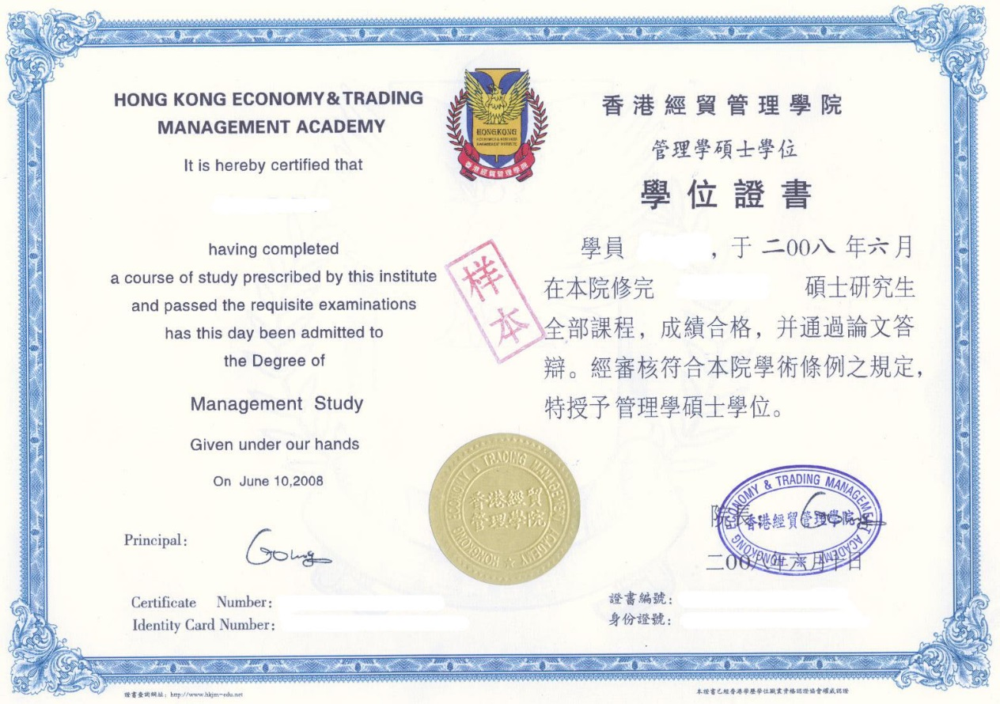 HONG KONG ECONOMY & TRADING
MANAGEMENT ACADEMY
It is hereby certified that
having completed
a course of study prescribed by this institute
and passed the requisite examinations
has this day been admitted to
the Degree of
Management Study
Given under our hands
On June 10,2008
Principal:
Gong
Certificate Number:
Identity Card Number:
證書查詢網址：http://www.hkjm-edu.net
HONGKONG
ECONOMICS & BUSINESS
MANAGEMENT INSTITUTE
香港經貿管理學院
样本
HONGKONG ECONOMY & TRADING MANAGEMENT ACADEMY
香港經貿
管理學院
香港經貿管理學院
管理學碩士學位
學位證書
學員 ，于二00八年六月
在本院修完 碩士研究生
全部課程，成績合格，并通過論文答
辯。經審核符合本院學術條例之規定，
特授予管理學碩士學位。
院長
HONGKONG ECONOMY & TRADING MANAGEMENT ACADEMY
香港經貿管理學院
二00八年六月十日
證書編號：
身份證號：
本證書已經香港學歷學位職業資格認證協會權威認證